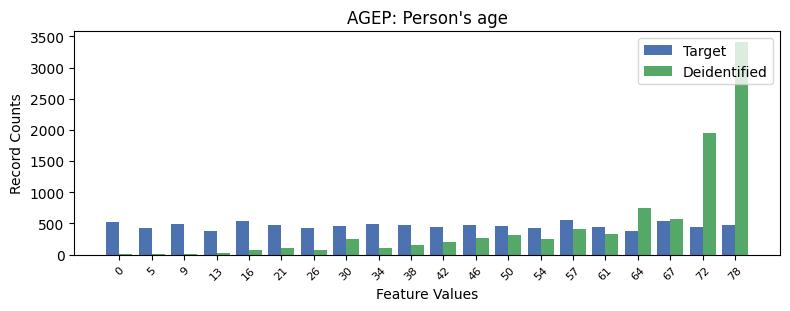 AGEP: Person's age
Record Counts
3500
3000
2500
2000
1500
1000
500
0
Target
Deidentified
0 5 9 13 16 21 26 30 34 38 42 46 50 54 57 61 64 67 72 78
Feature Values